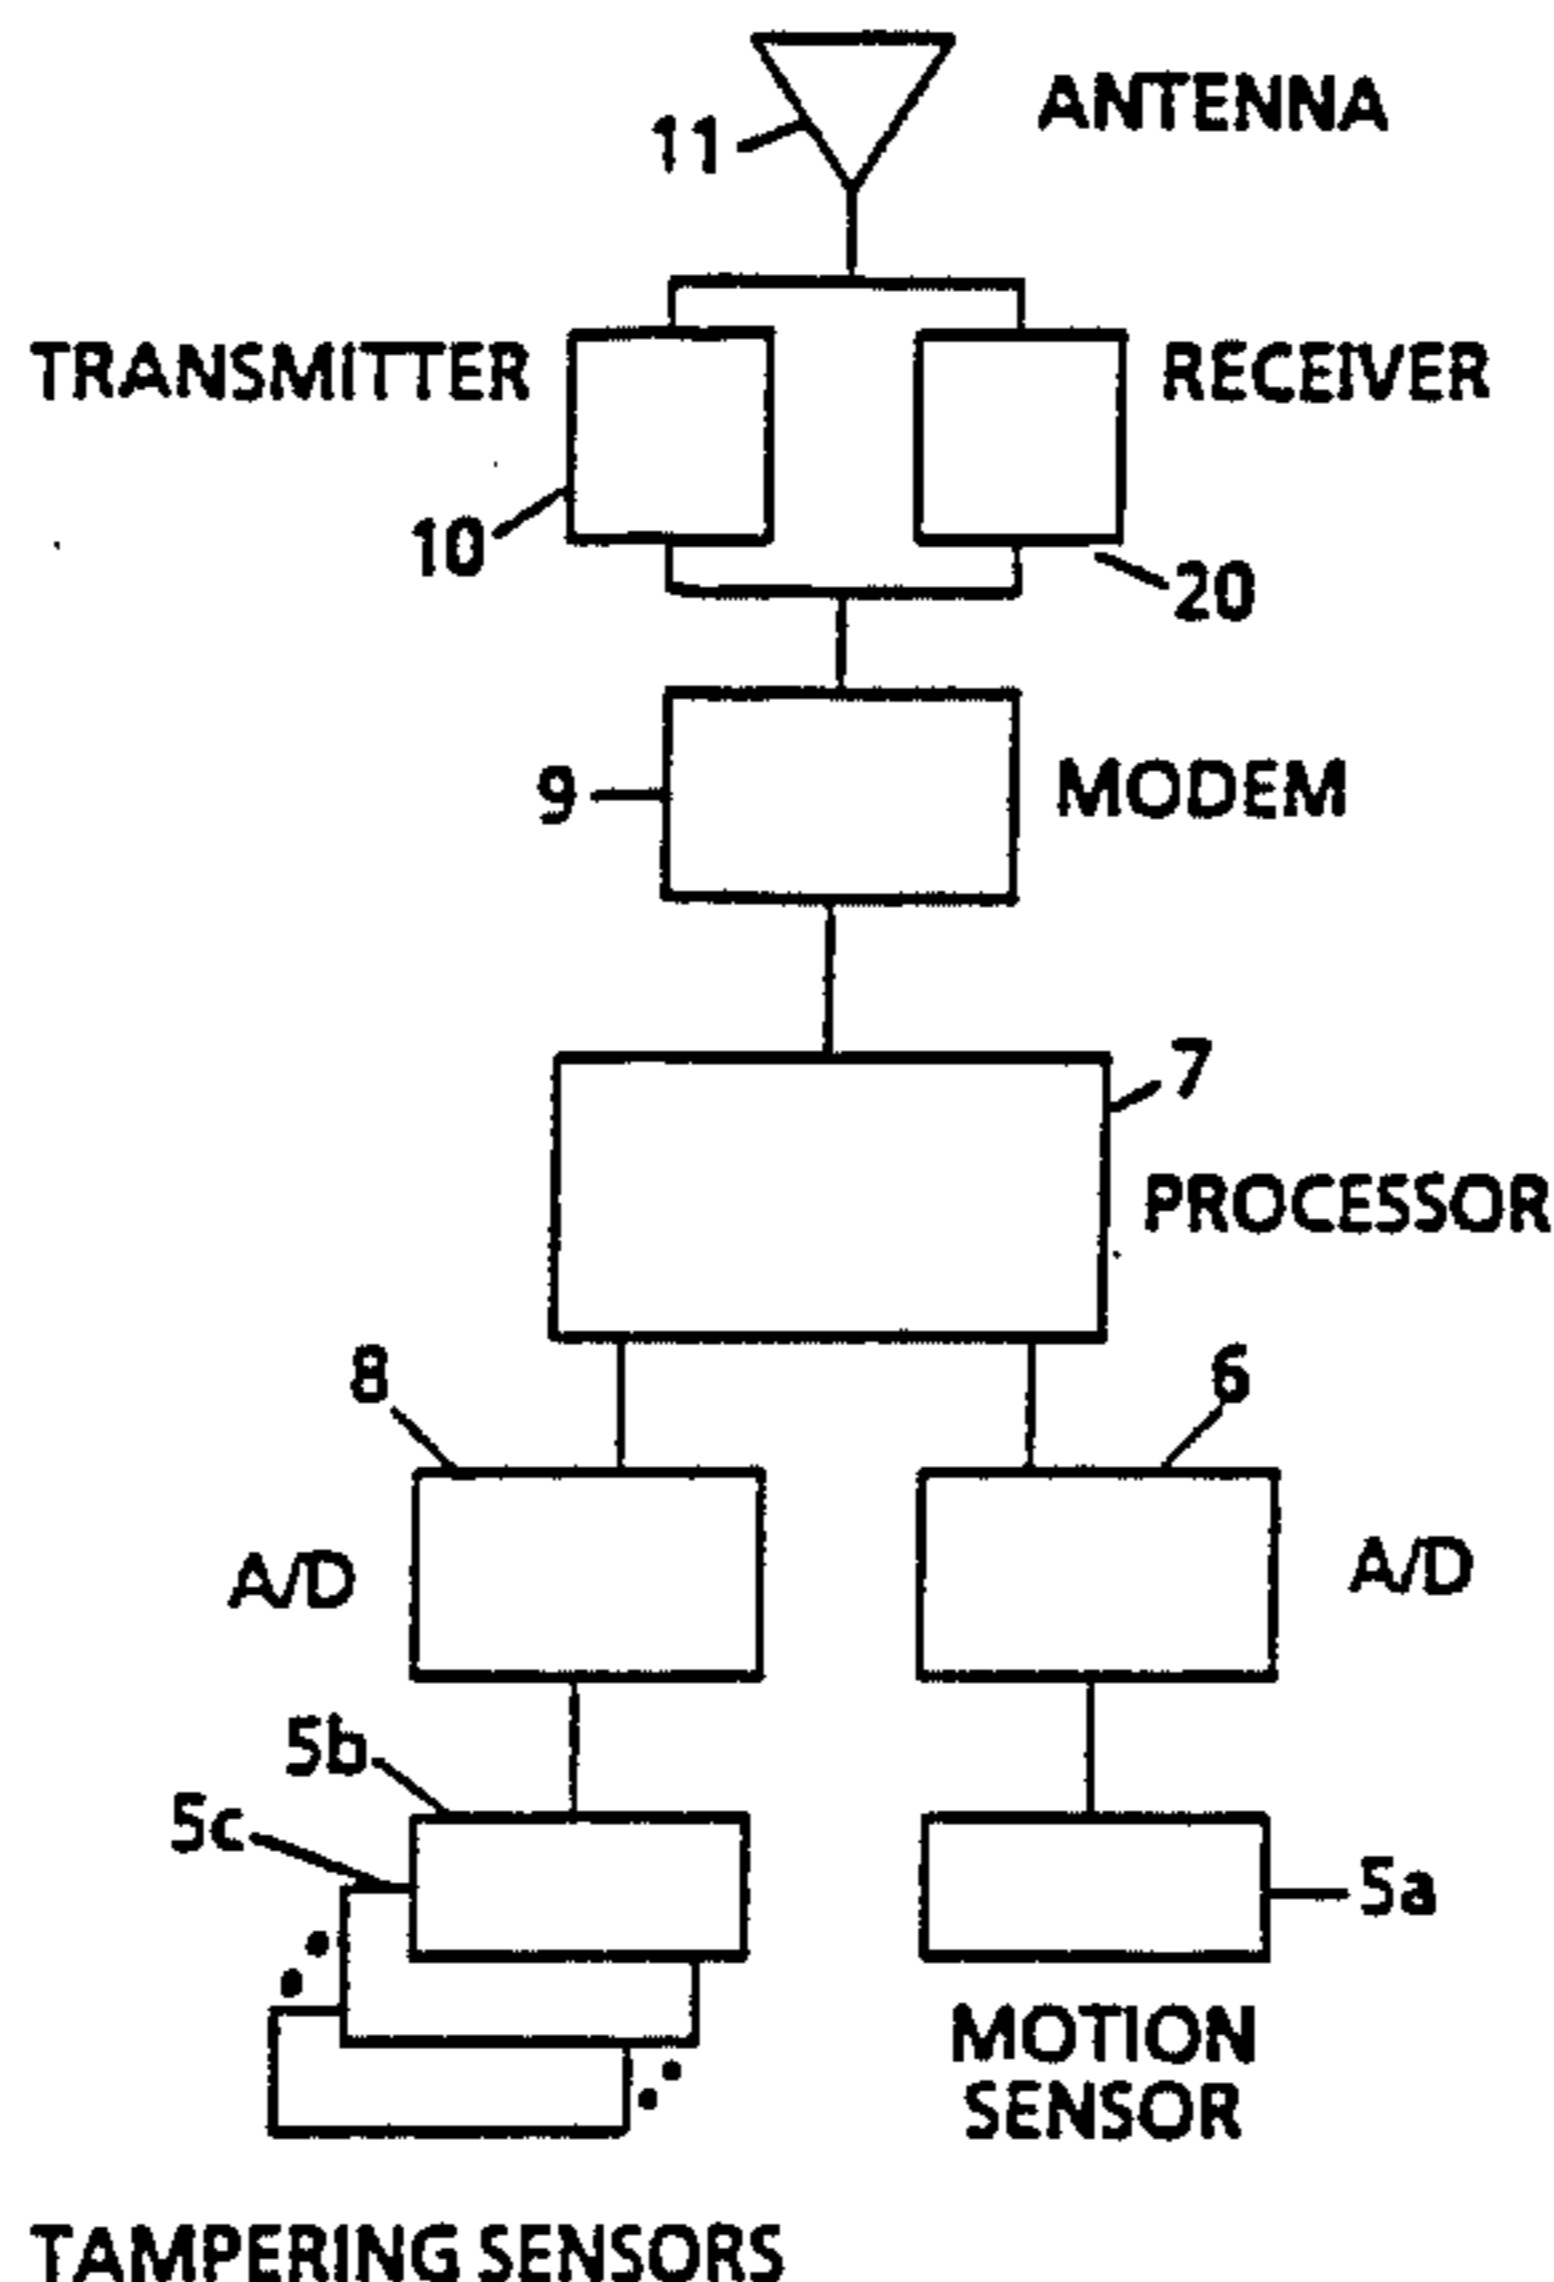 ANTENNA
11
TRANSMITTER
RECEIVER
10
20
9
MODEM
7
PROCESSOR
8
6
A/D
A/D
5b
5c
5a
MOTION
SENSOR
TAMPERING SENSORS